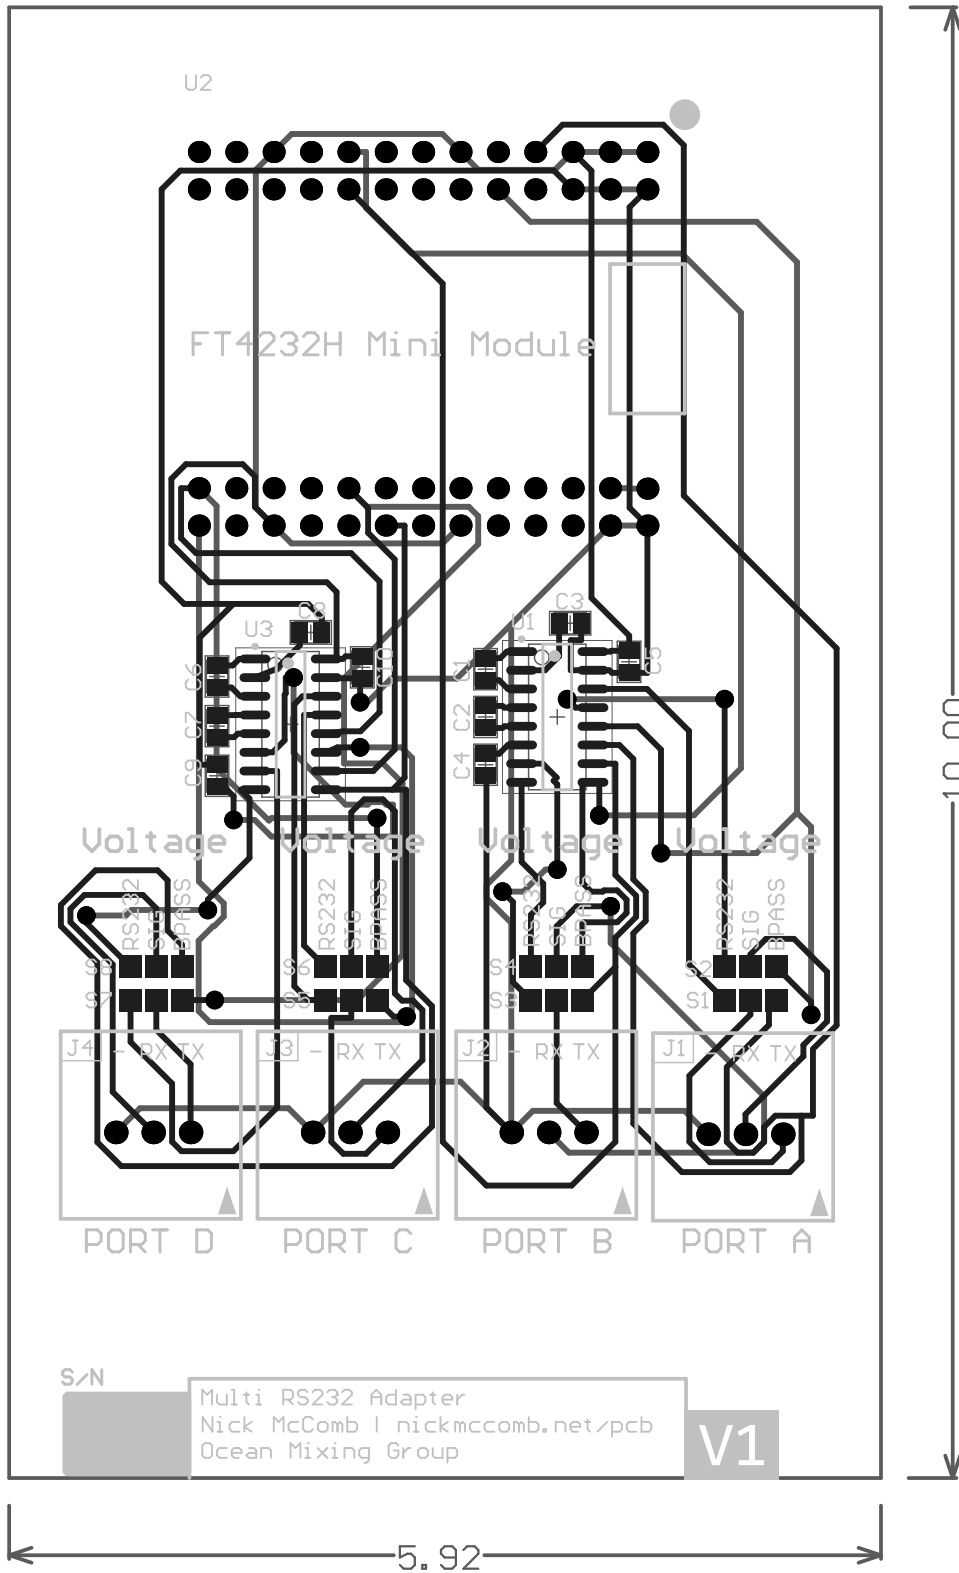 U2
FT4232H Mini Module
10.00
C8
C3
U3
U1
C6
C10
C1
C5
C7
C2
C9
C4
Voltage Voltage Voltage Voltage
RS232 SIG BPASS RS232 SIG BPASS RS232 SIG BPASS RS232 SIG BPASS
S8 S6 S4 S2
S7 S5 S3 S1
J4 - RX TX J3 - RX TX J2 - RX TX J1 - RX TX
PORT D PORT C PORT B PORT A
S/N
Multi RS232 Adapter
Nick McComb | nickmccomb.net/pcb
Ocean Mixing Group
V1
5.92